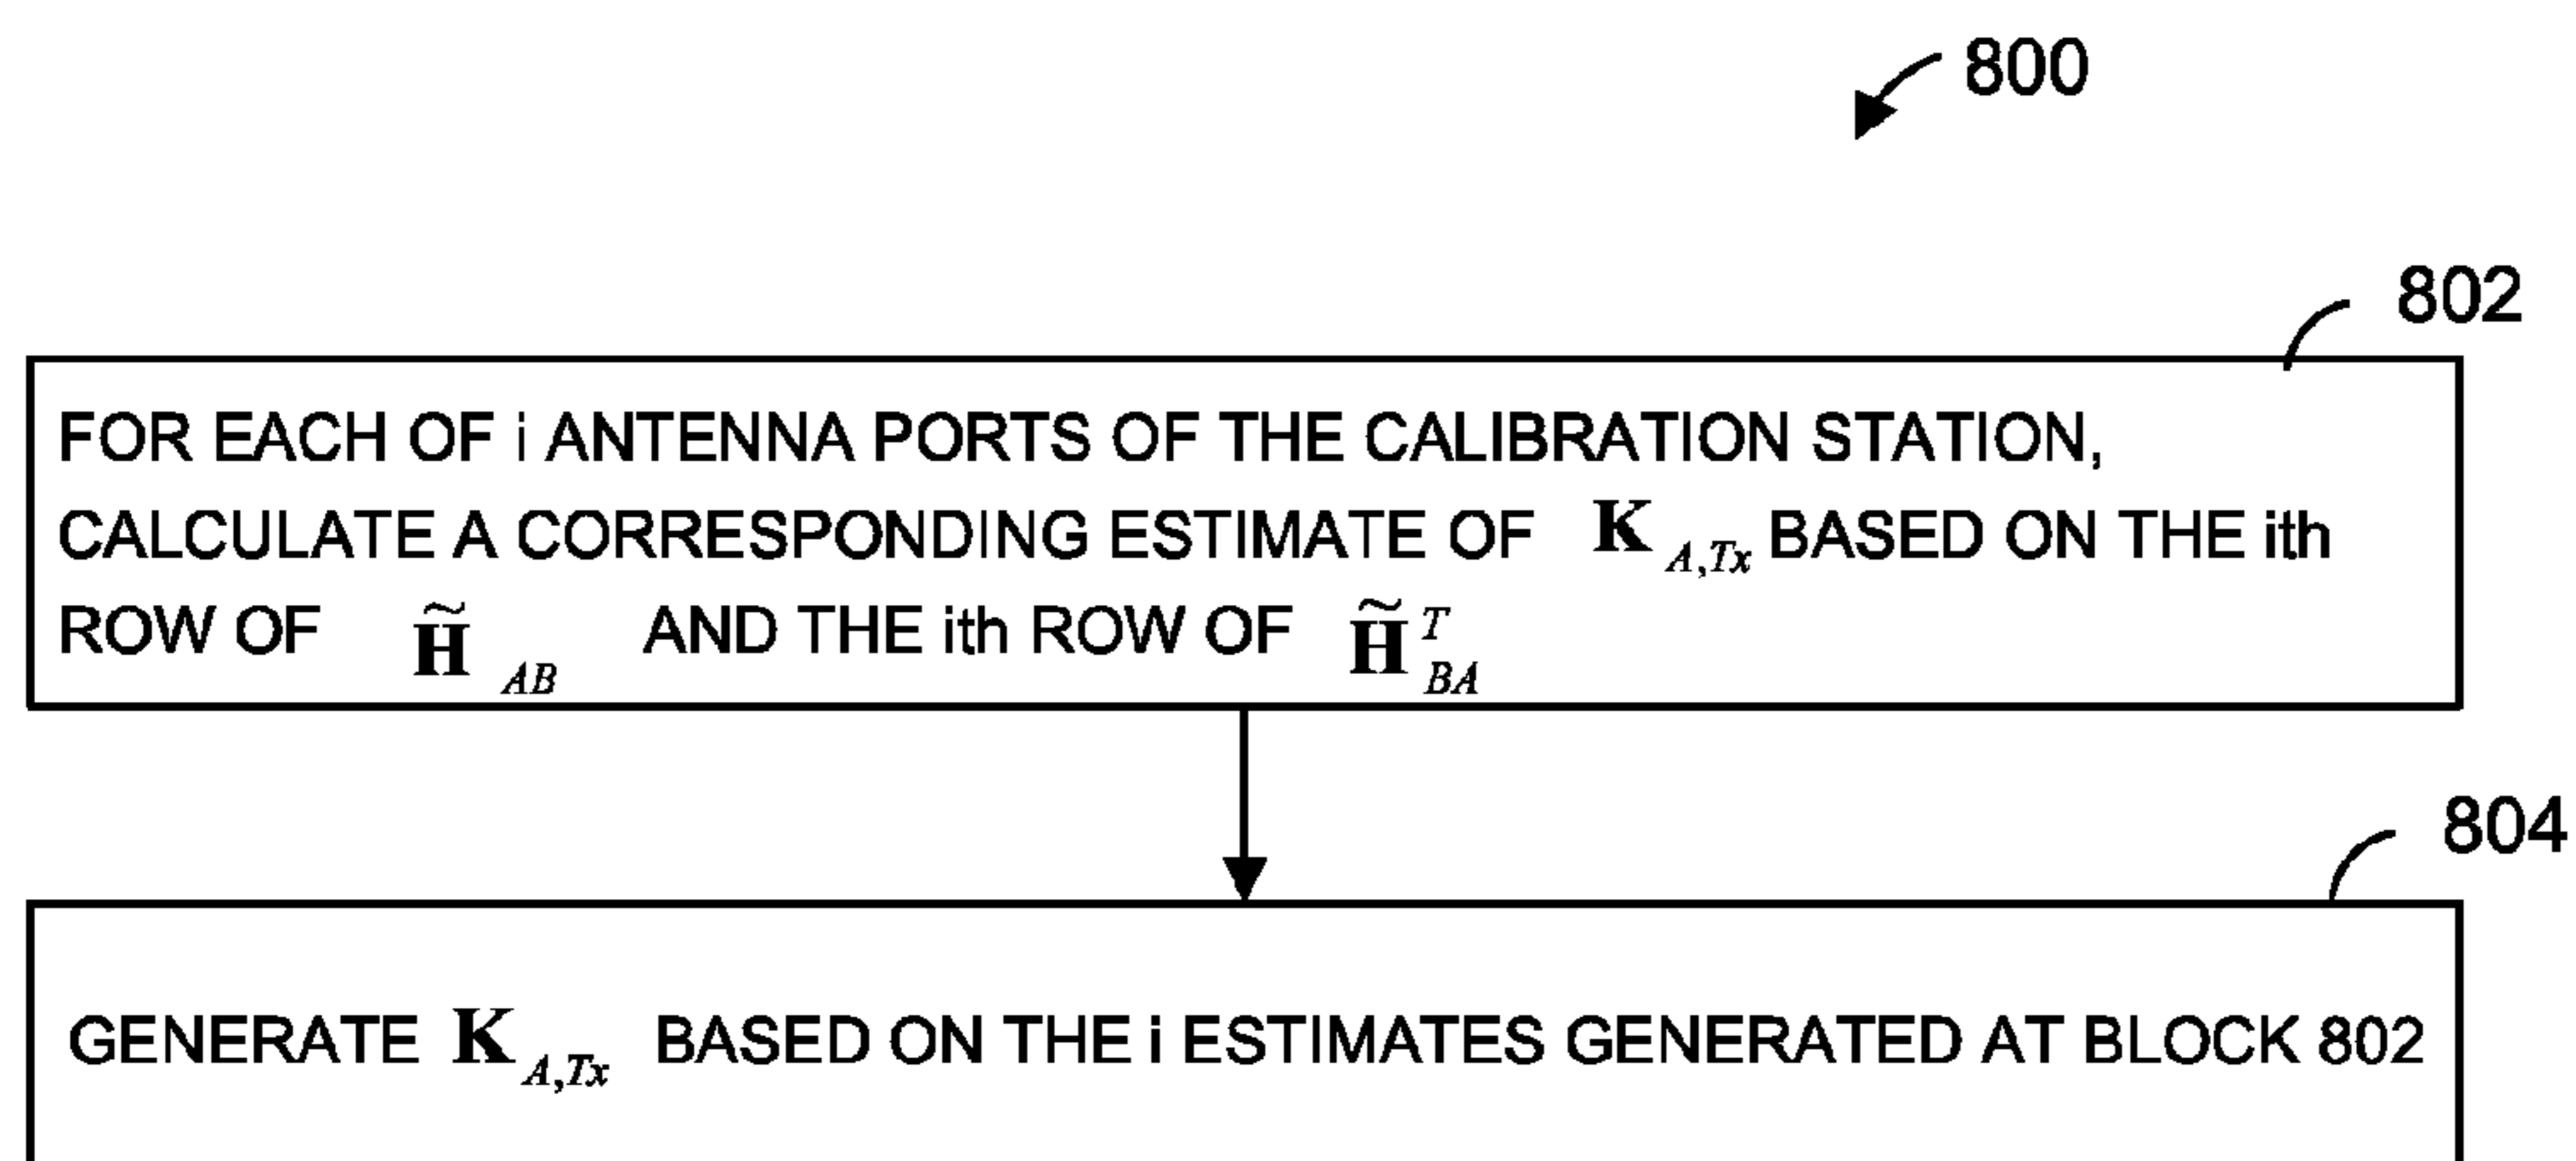 800
802
FOR EACH OF i ANTENNA PORTS OF THE CALIBRATION STATION,
CALCULATE A CORRESPONDING ESTIMATE OF K A,Tx BASED ON THE ith
ROW OF H̃ AB AND THE ith ROW OF H̃ T BA
804
GENERATE K A,Tx BASED ON THE i ESTIMATES GENERATED AT BLOCK 802